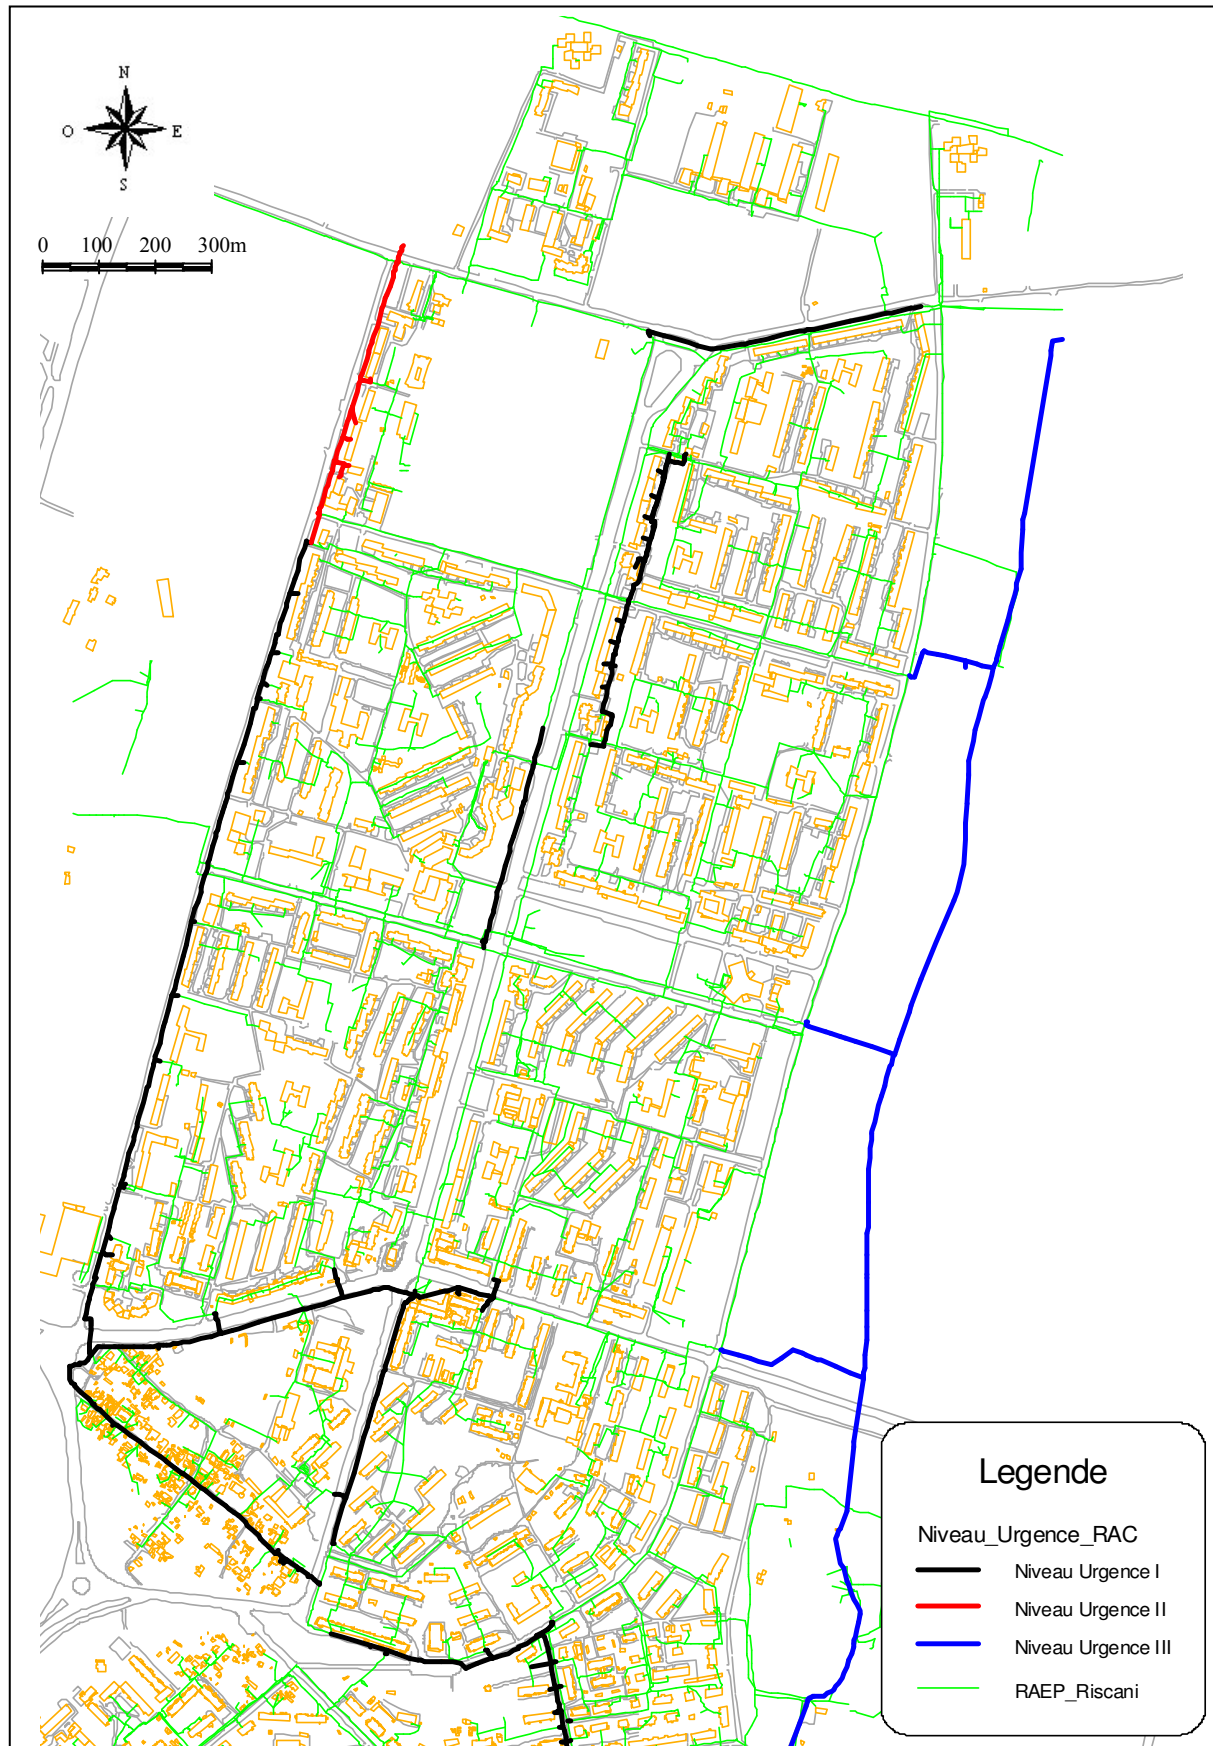 N
O E
S
0 100 200 300m
Legende
Niveau_Urgence_RAC
Niveau Urgence I
Niveau Urgence II
Niveau Urgence III
RAEP_Riscani